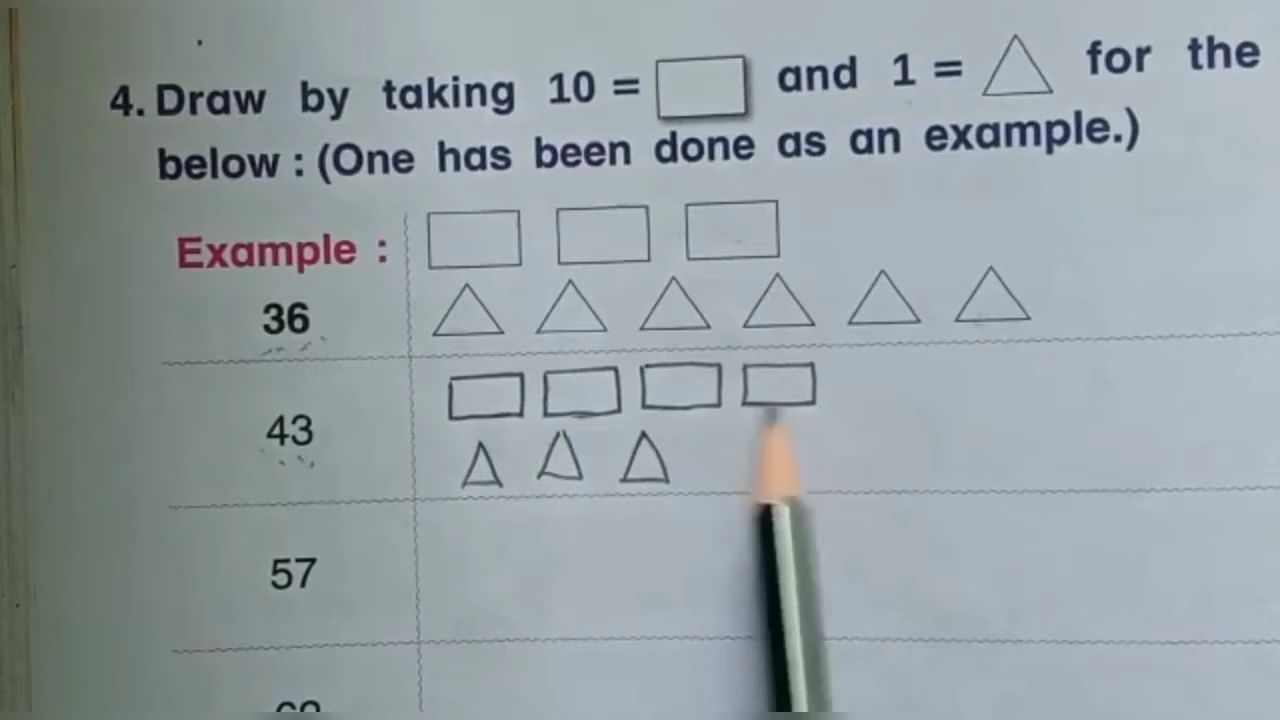 4. Draw by taking 10 = and 1 = for the
below : (One has been done as an example.)
Example :
36
43
57